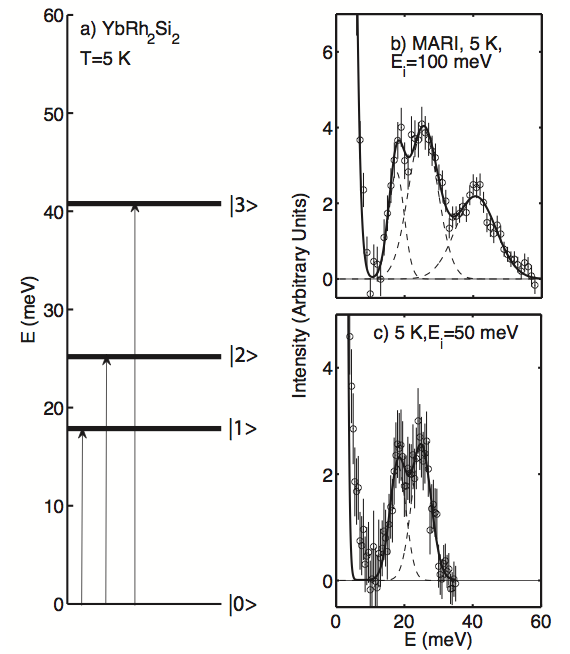 a) YbRh₂Si₂
T=5 K
60
50
40
30
20
10
0
E (meV)
|3>
|2>
|1>
|0>
b) MARI, 5 K,
Eᵢ=100 meV
6
4
2
0
Intensity (Arbitrary Units)
c) 5 K,Eᵢ=50 meV
4
2
0
0 20 40 60
E (meV)